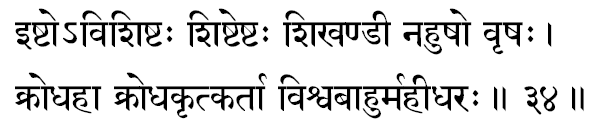 इष्टोऽविशिष्टः शिष्टेष्टः शिखण्डी नहुषो वृषः ।
क्रोधहा क्रोधकृत्कर्ता विश्वबाहुर्महीधरः ॥ ३४ ॥